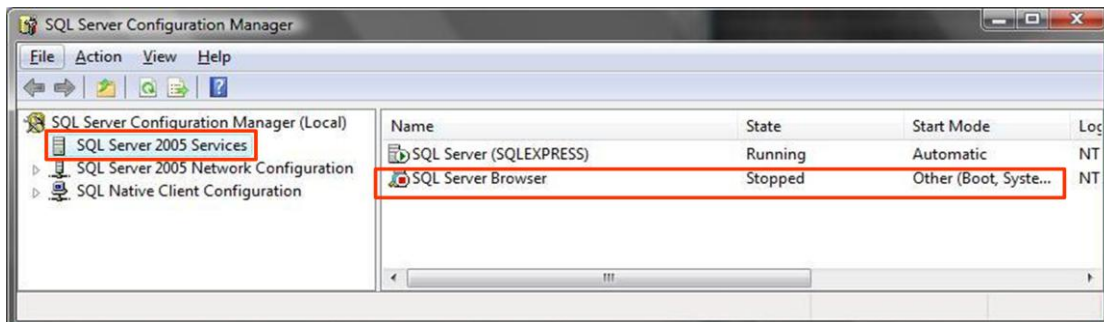 SQL Server Configuration Manager
File Action View Help
SQL Server Configuration Manager (Local)
SQL Server 2005 Services
SQL Server 2005 Network Configuration
SQL Native Client Configuration
Name State Start Mode Log
SQL Server (SQLEXPRESS) Running Automatic NT
SQL Server Browser Stopped Other (Boot, Syste... NT